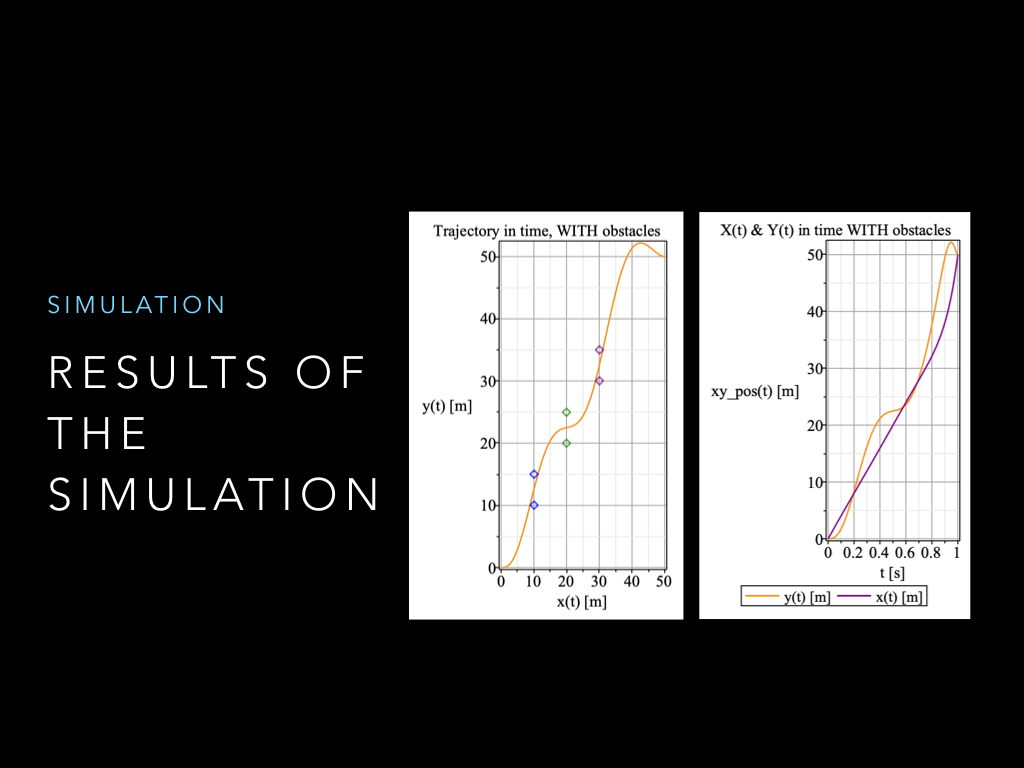 SIMULATION
RESULTS OF
THE
SIMULATION
Trajectory in time, WITH obstacles
50
40
30
y(t) [m]
20
10
0
0 10 20 30 40 50
x(t) [m]
X(t) & Y(t) in time WITH obstacles
50
40
30
xy_pos(t) [m]
20
10
0
0 0.2 0.4 0.6 0.8 1
t [s]
y(t) [m] x(t) [m]